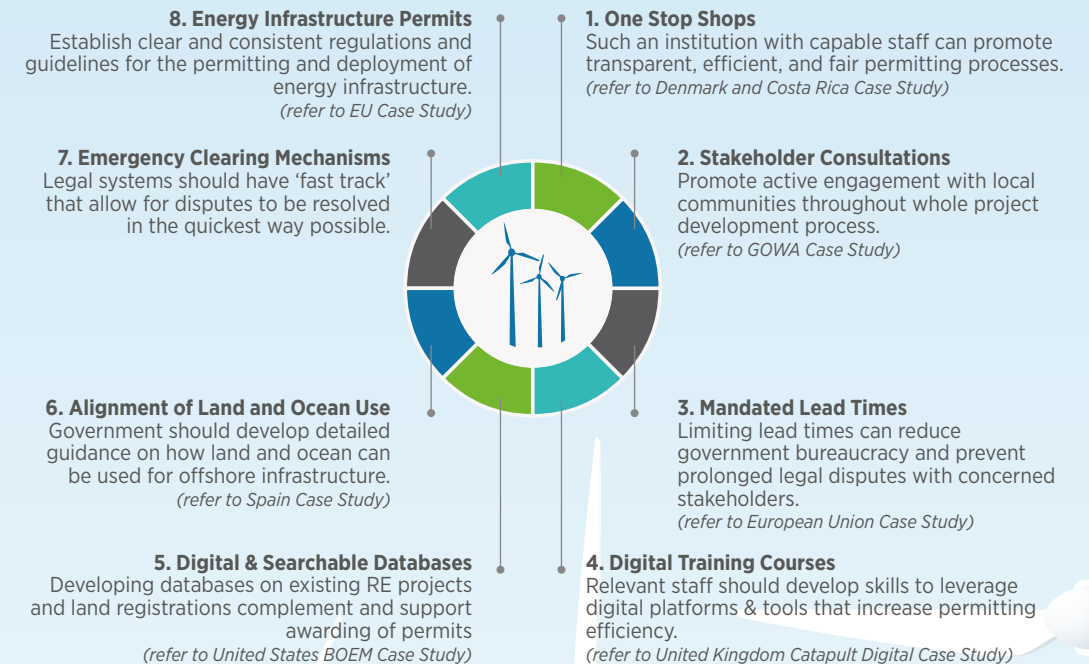 1. One Stop Shops
Such an institution with capable staff can promote
transparent, efficient, and fair permitting processes.
(refer to Denmark and Costa Rica Case Study)
2. Stakeholder Consultations
Promote active engagement with local
communities throughout whole project
development process.
(refer to GOWA Case Study)
3. Mandated Lead Times
Limiting lead times can reduce
government bureaucracy and prevent
prolonged legal disputes with concerned
stakeholders.
(refer to European Union Case Study)
4. Digital Training Courses
Relevant staff should develop skills to leverage
digital platforms & tools that increase permitting
efficiency.
(refer to United Kingdom Catapult Digital Case Study)
5. Digital & Searchable Databases
Developing databases on existing RE projects
and land registrations complement and support
awarding of permits
(refer to United States BOEM Case Study)
6. Alignment of Land and Ocean Use
Government should develop detailed
guidance on how land and ocean can
be used for offshore infrastructure.
(refer to Spain Case Study)
7. Emergency Clearing Mechanisms
Legal systems should have ‘fast track’
that allow for disputes to be resolved
in the quickest way possible.
8. Energy Infrastructure Permits
Establish clear and consistent regulations and
guidelines for the permitting and deployment of
energy infrastructure.
(refer to EU Case Study)